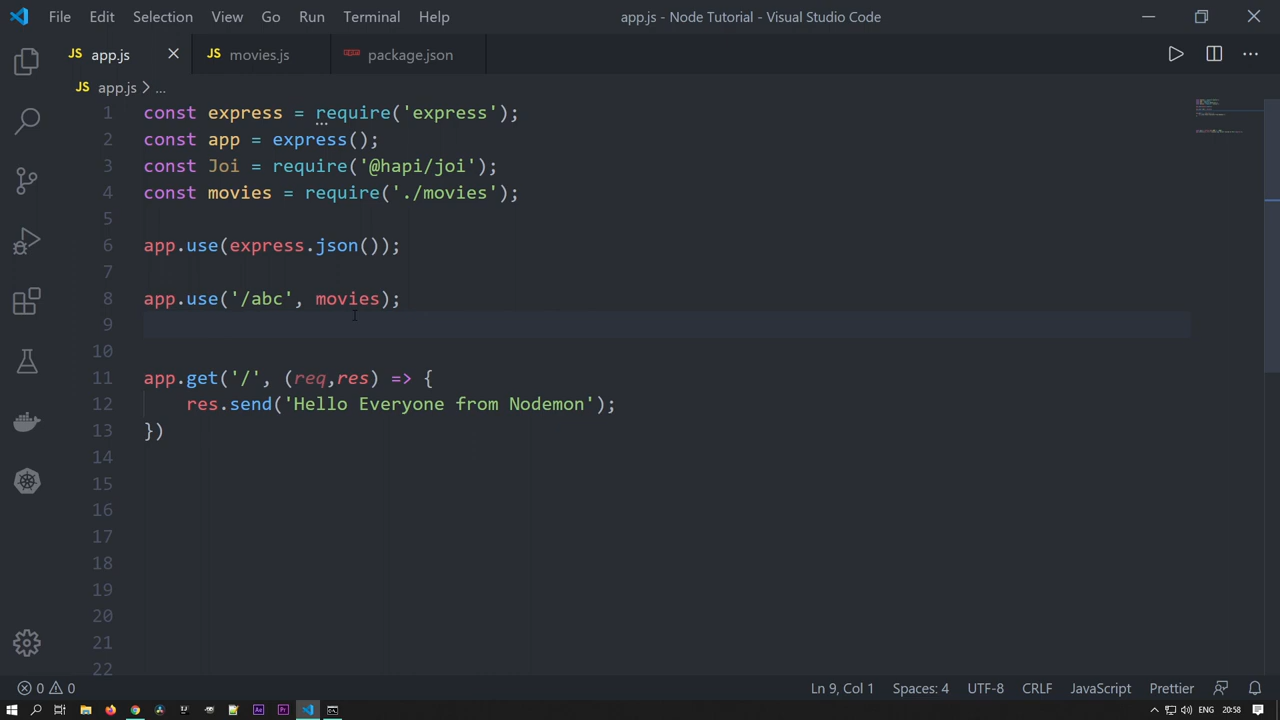 File Edit Selection View Go Run Terminal Help app.js - Node Tutorial - Visual Studio Code
JS app.js JS movies.js package.json
JS app.js > ...
1 const express = require('express');
2 const app = express();
3 const Joi = require('@hapi/joi');
4 const movies = require('./movies');
5
6 app.use(express.json());
7
8 app.use('/abc', movies);
9
10
11 app.get('/', (req,res) => {
12 res.send('Hello Everyone from Nodemon');
13 })
14
15
16
17
18
19
20
21
22
0 0 Ln 9, Col 1 Spaces: 4 UTF-8 CRLF JavaScript Prettier
ENG 20:58